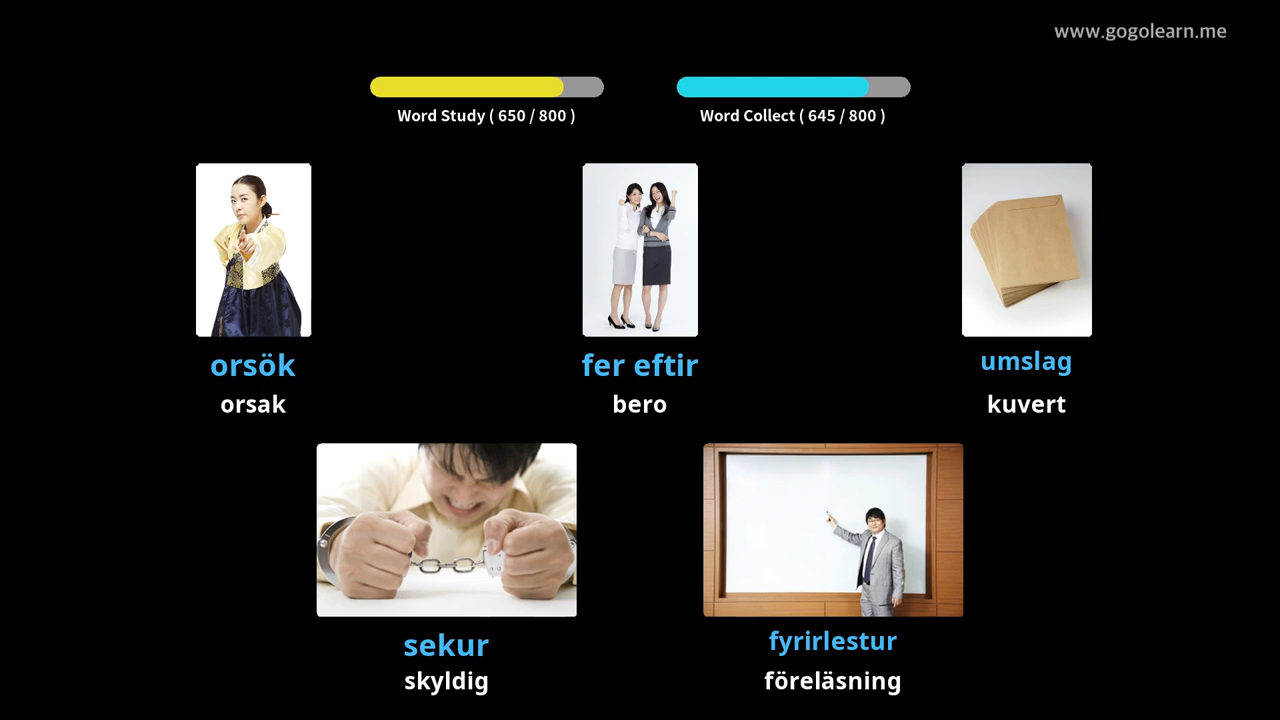 www.gogolearn.me
Word Study ( 650 / 800 )
Word Collect ( 645 / 800 )
orsök
orsak
fer eftir
bero
umslag
kuvert
sekur
skyldig
fyrirlestur
föreläsning